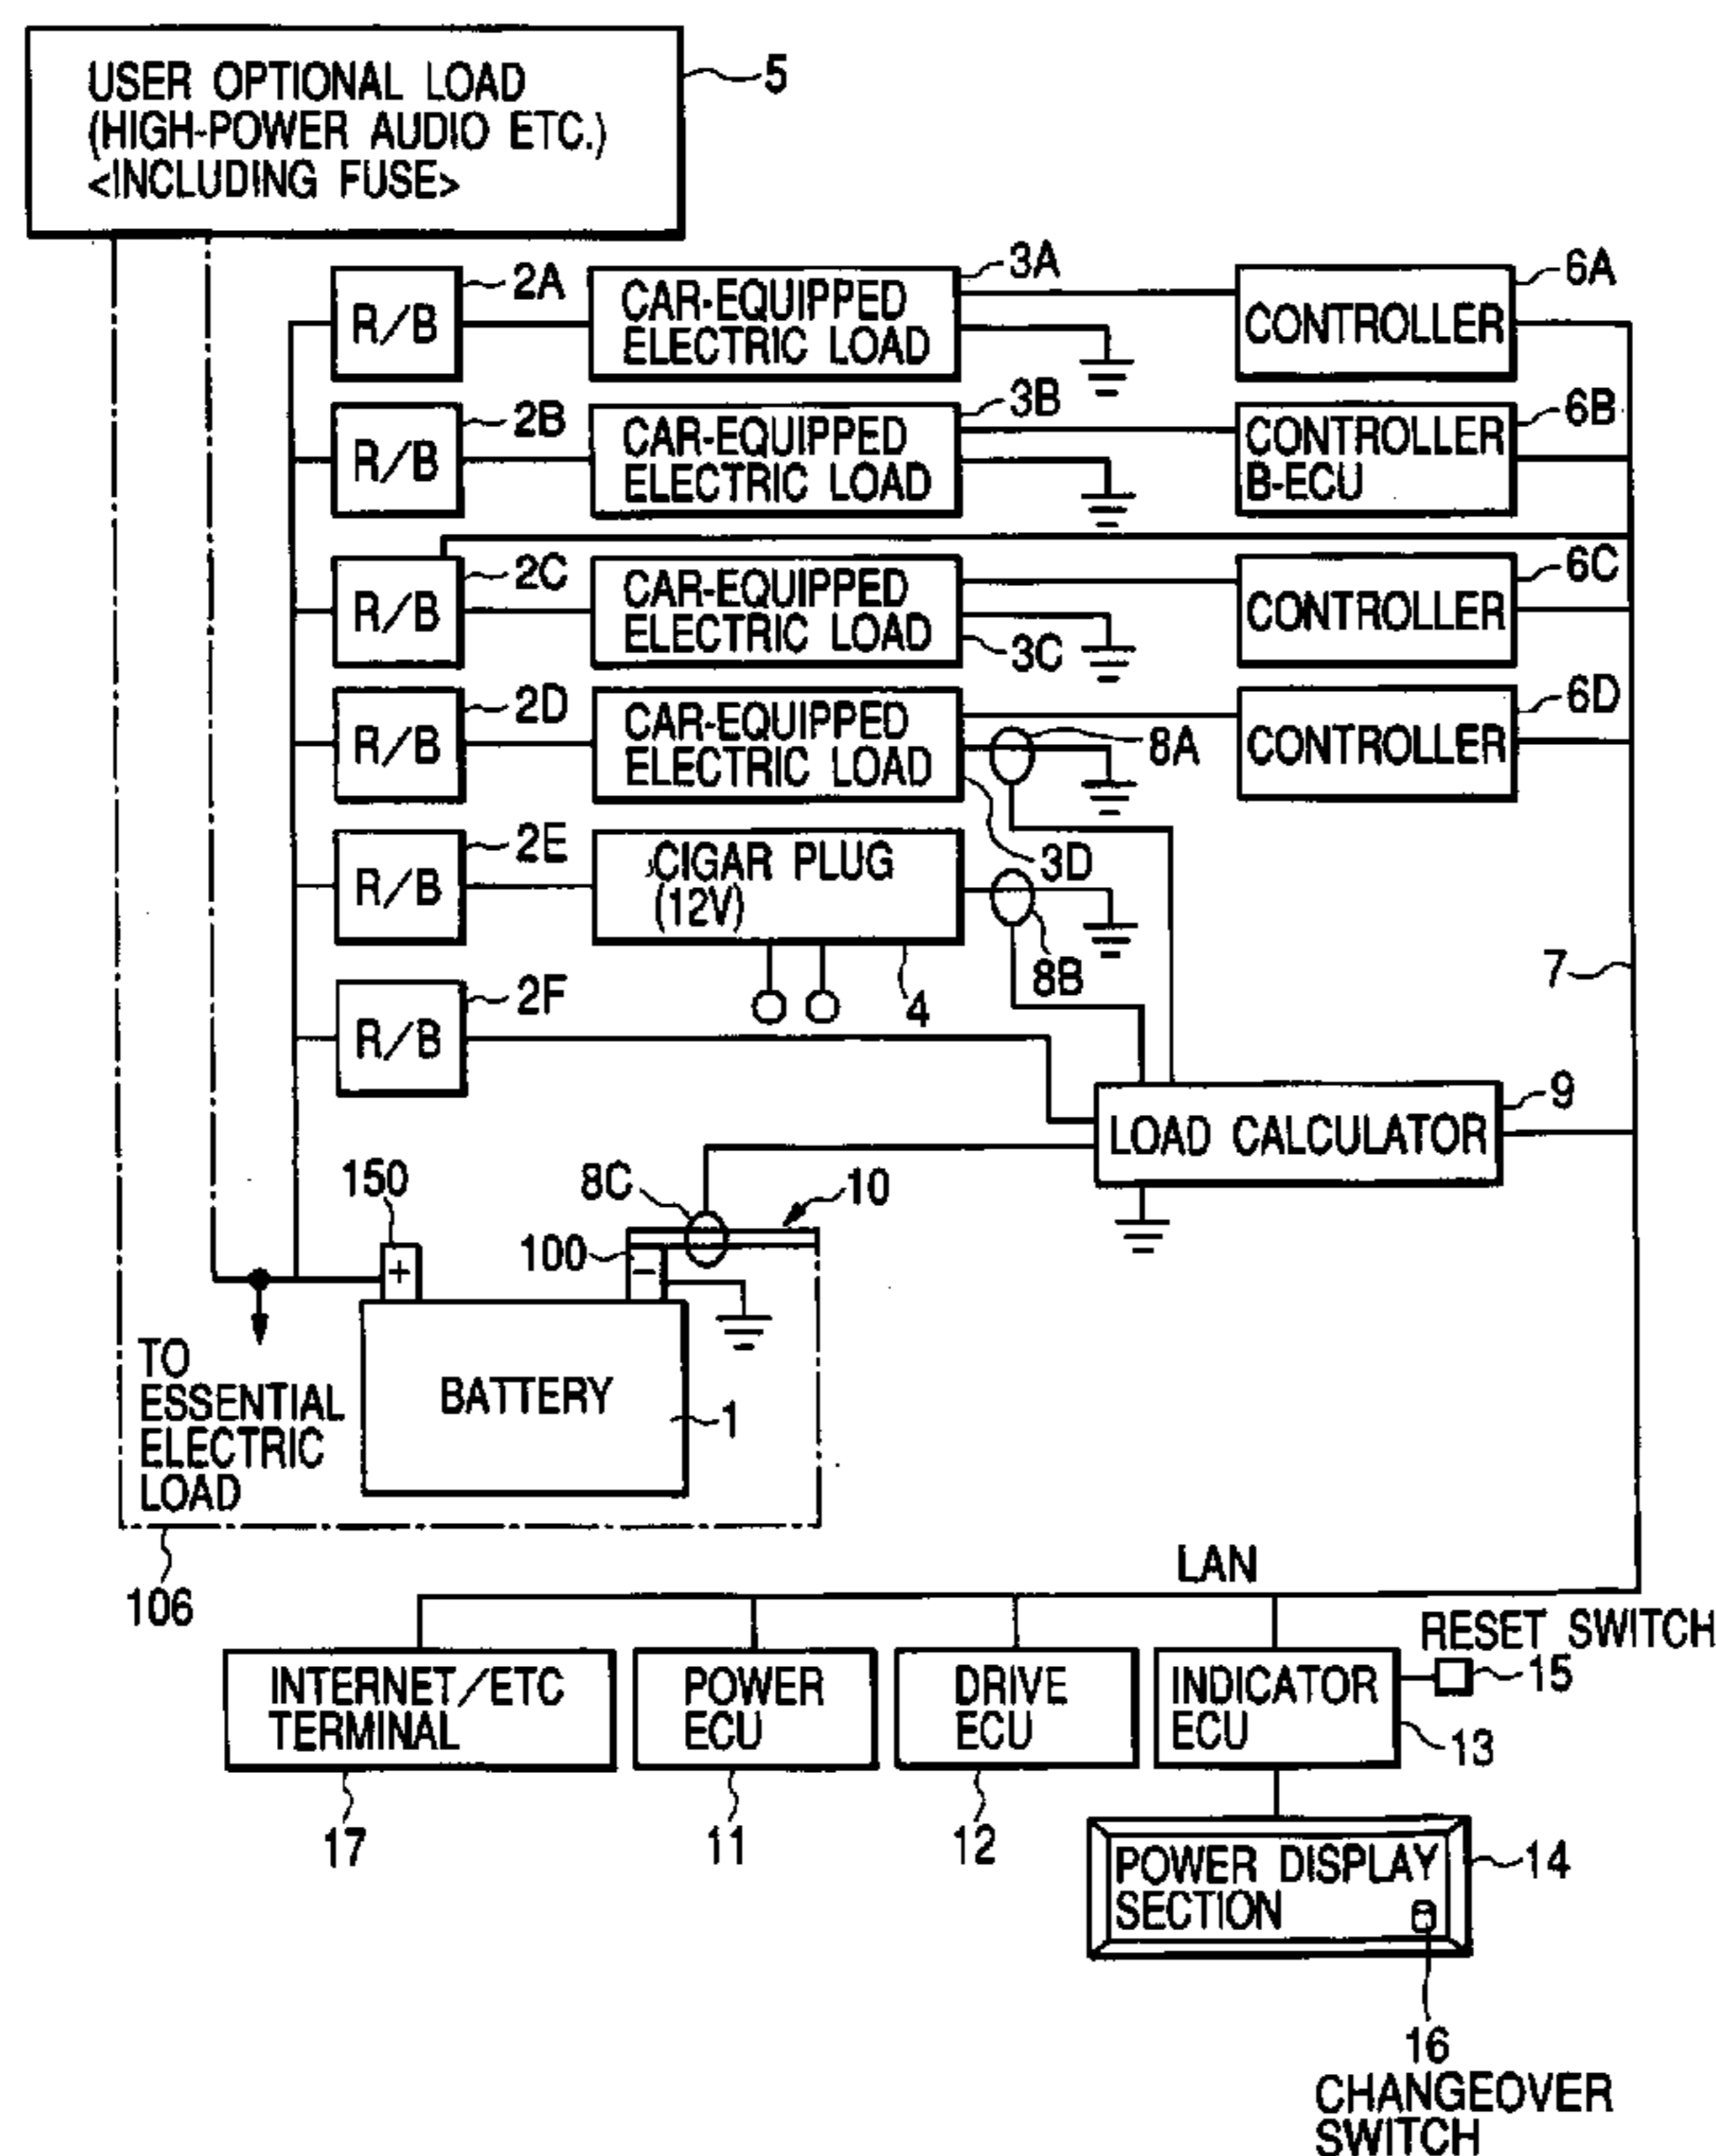 USER OPTIONAL LOAD
(HIGH-POWER AUDIO ETC.)
<INCLUDING FUSE>
5
R/B
2A
CAR-EQUIPPED
ELECTRIC LOAD
3A
CONTROLLER
6A
R/B
2B
CAR-EQUIPPED
ELECTRIC LOAD
3B
CONTROLLER
B-ECU
6B
R/B
2C
CAR-EQUIPPED
ELECTRIC LOAD
3C
CONTROLLER
6C
R/B
2D
CAR-EQUIPPED
ELECTRIC LOAD
3D
8A
CONTROLLER
6D
R/B
2E
CIGAR PLUG
(12V)
4
8B
7
R/B
2F
LOAD CALCULATOR
9
150
8C
10
100
+
−
TO
ESSENTIAL
ELECTRIC
LOAD
BATTERY
1
106
LAN
RESET SWITCH
15
INTERNET/ETC
TERMINAL
17
POWER
ECU
11
DRIVE
ECU
12
INDICATOR
ECU
13
POWER DISPLAY
SECTION
14
16
CHANGEOVER
SWITCH